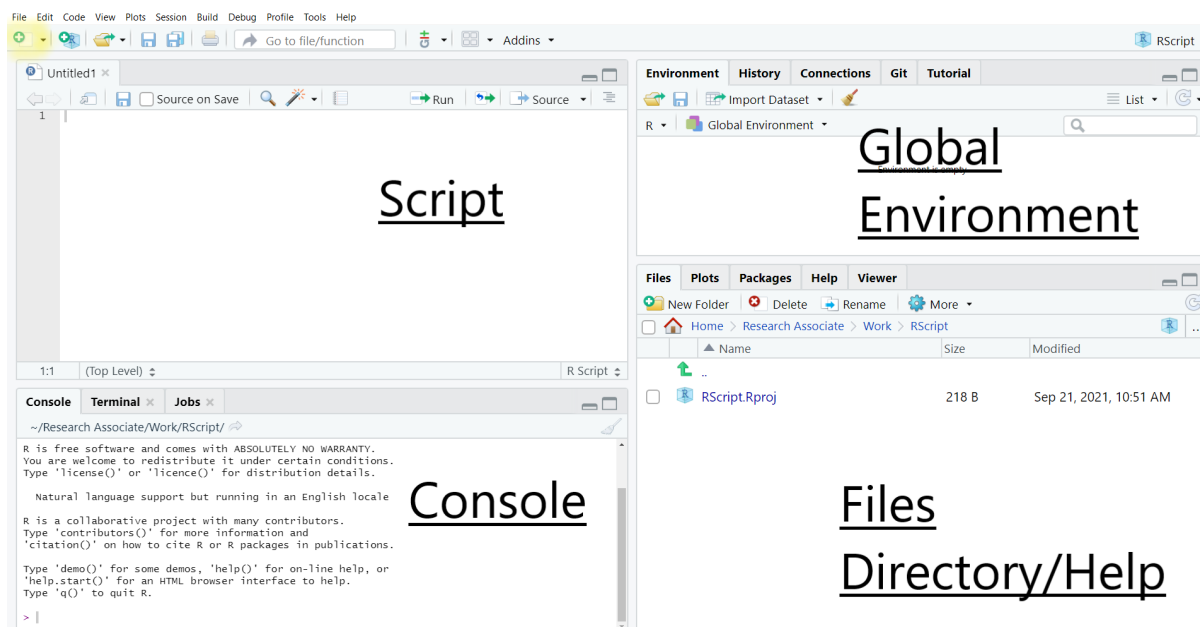 File Edit Code View Plots Session Build Debug Profile Tools Help
Go to file/function Addins RScript
Untitled1
Source on Save Run Source
1
Script
1:1 (Top Level) R Script
Console Terminal Jobs
~/Research Associate/Work/RScript/
R is free software and comes with ABSOLUTELY NO WARRANTY.
You are welcome to redistribute it under certain conditions.
Type 'license()' or 'licence()' for distribution details.
Natural language support but running in an English locale
R is a collaborative project with many contributors.
Type 'contributors()' for more information and
'citation()' on how to cite R or R packages in publications.
Type 'demo()' for some demos, 'help()' for on-line help, or
'help.start()' for an HTML browser interface to help.
Type 'q()' to quit R.
>
Console
Environment History Connections Git Tutorial
Import Dataset List
R Global Environment
Environment is empty
Global
Environment
Files Plots Packages Help Viewer
New Folder Delete Rename More
Home > Research Associate > Work > RScript ...
Name Size Modified
..
RScript.Rproj 218 B Sep 21, 2021, 10:51 AM
Files
Directory/Help